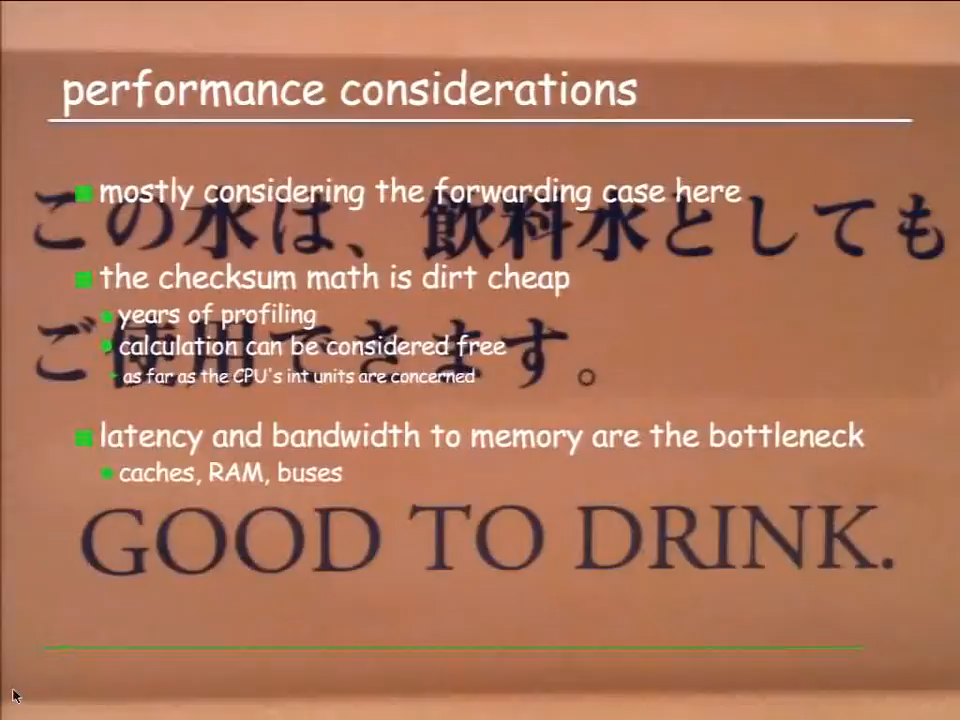 performance considerations
mostly considering the forwarding case here
この水は、飲料水としても
the checksum math is dirt cheap
years of profiling
ご使用できます。
calculation can be considered free
as far as the CPU's int units are concerned
latency and bandwidth to memory are the bottleneck
caches, RAM, buses
GOOD TO DRINK.